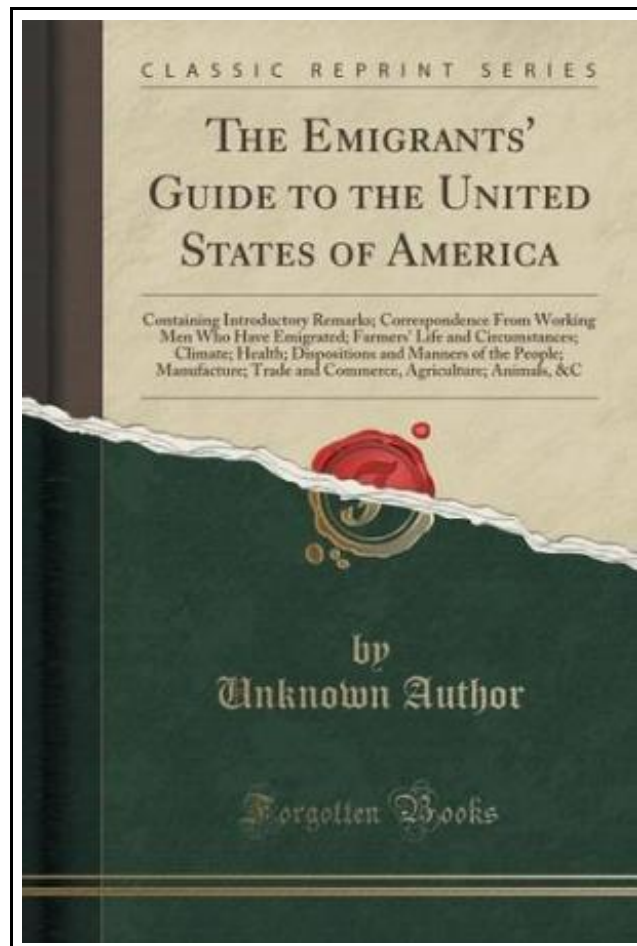 CLASSIC REPRINT SERIES
THE EMIGRANTS'
GUIDE TO THE UNITED
STATES OF AMERICA
Containing Introductory Remarks; Correspondence From Working
Men Who Have Emigrated; Farmers' Life and Circumstances;
Climate; Health; Dispositions and Manners of the People;
Manufacture; Trade and Commerce, Agriculture; Animals, &C
by
Unknown Author
Forgotten Books